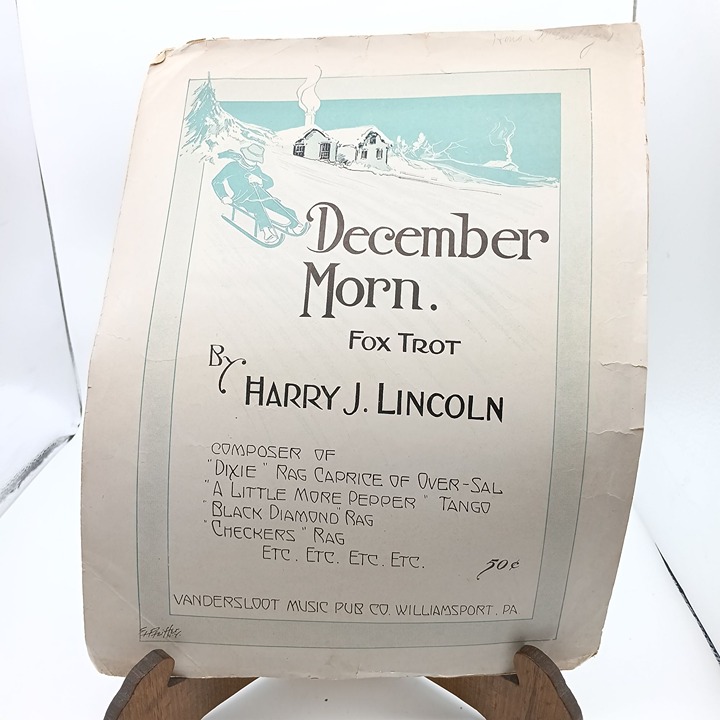 December
Morn.
FOX TROT
By
HARRY J. LINCOLN
COMPOSER OF
"DIXIE" RAG CAPRICE OF OVER-SAL
"A LITTLE MORE PEPPER" TANGO
"BLACK DIAMOND" RAG
"CHECKERS" RAG
ETC. ETC. ETC. ETC.
50¢
VANDERSLOOT MUSIC PUB CO. WILLIAMSPORT, PA.